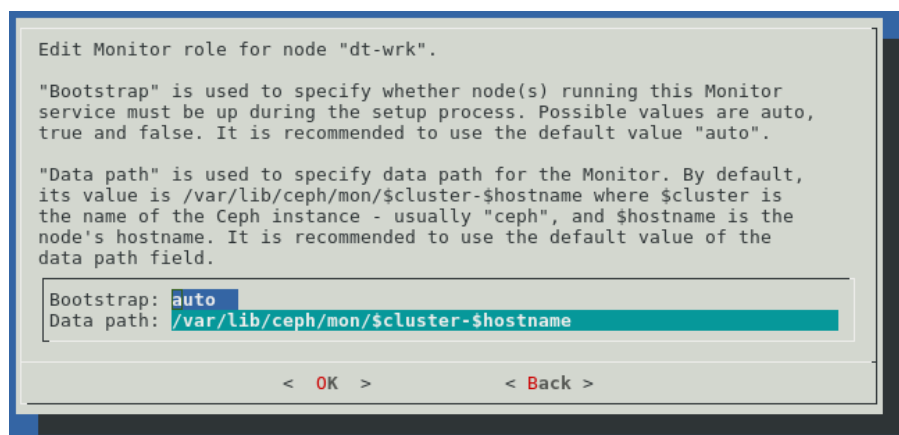 Edit Monitor role for node "dt-wrk".
"Bootstrap" is used to specify whether node(s) running this Monitor
service must be up during the setup process. Possible values are auto,
true and false. It is recommended to use the default value "auto".
"Data path" is used to specify data path for the Monitor. By default,
its value is /var/lib/ceph/mon/$cluster-$hostname where $cluster is
the name of the Ceph instance - usually "ceph", and $hostname is the
node's hostname. It is recommended to use the default value of the
data path field.
Bootstrap: auto
Data path: /var/lib/ceph/mon/$cluster-$hostname
< OK > < Back >